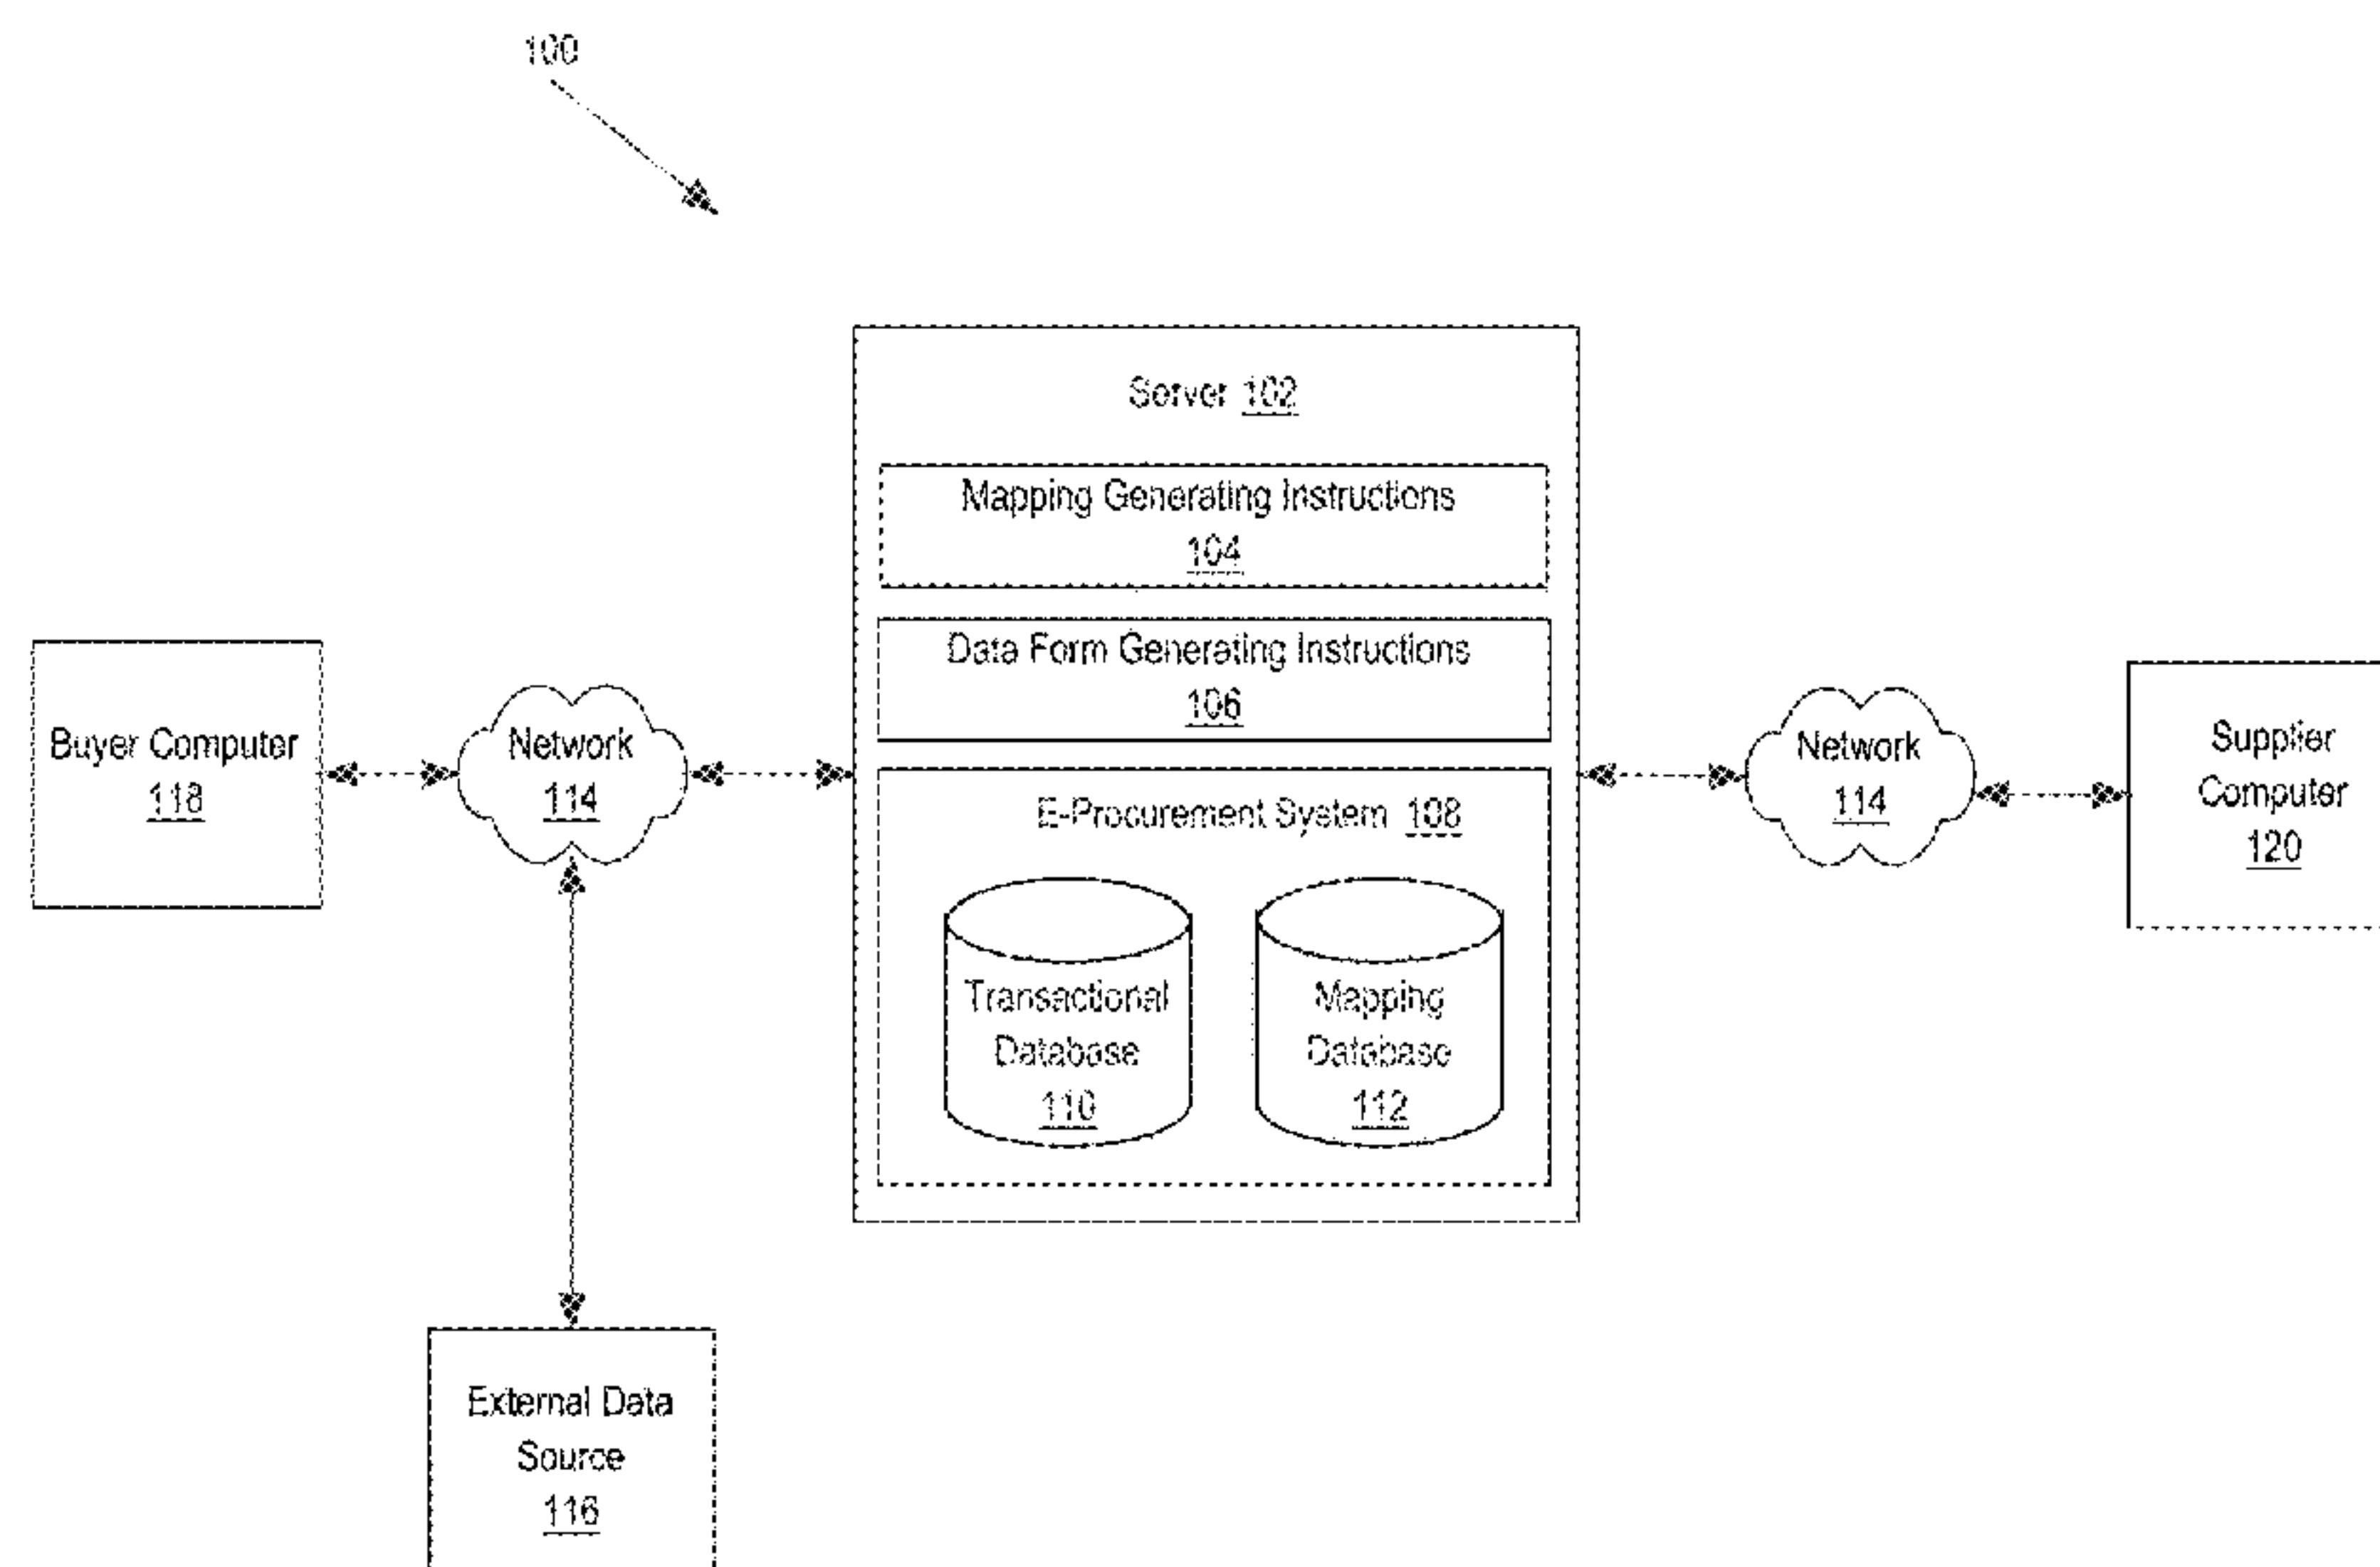 100
Server 102
Mapping Generating Instructions
104
Data Form Generating Instructions
106
Buyer Computer
118
Network
114
E-Procurement System 108
Transactional
Database
110
Mapping
Database
112
Network
114
Supplier
Computer
120
External Data
Source
116